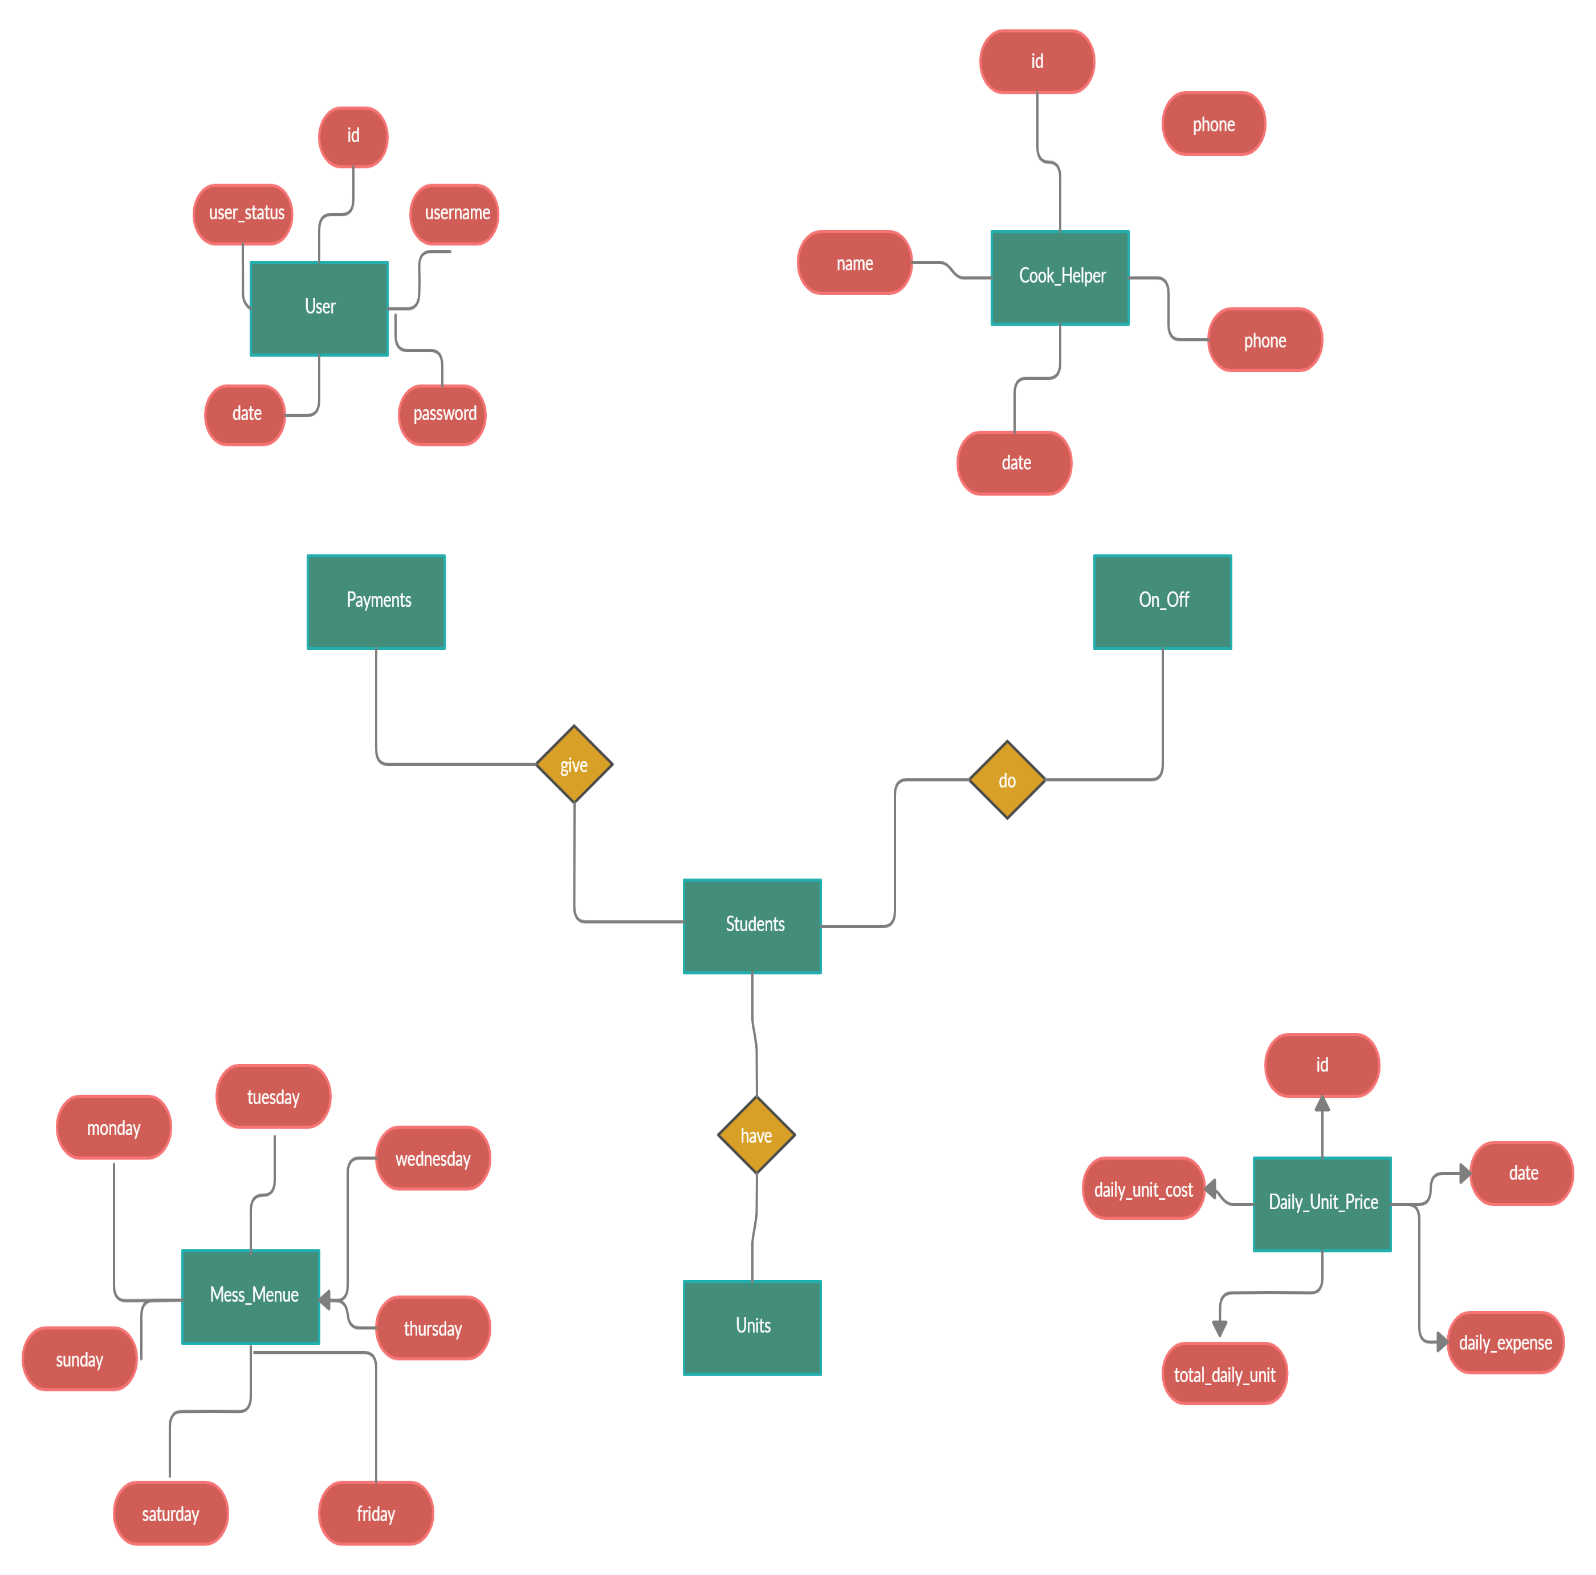 id
phone
id
user_status
username
name
Cook_Helper
User
phone
date
password
date
Payments
On_Off
give
do
Students
id
tuesday
monday
have
wednesday
date
daily_unit_cost
Daily_Unit_Price
Mess_Menue
thursday
Units
daily_expense
sunday
total_daily_unit
saturday
friday